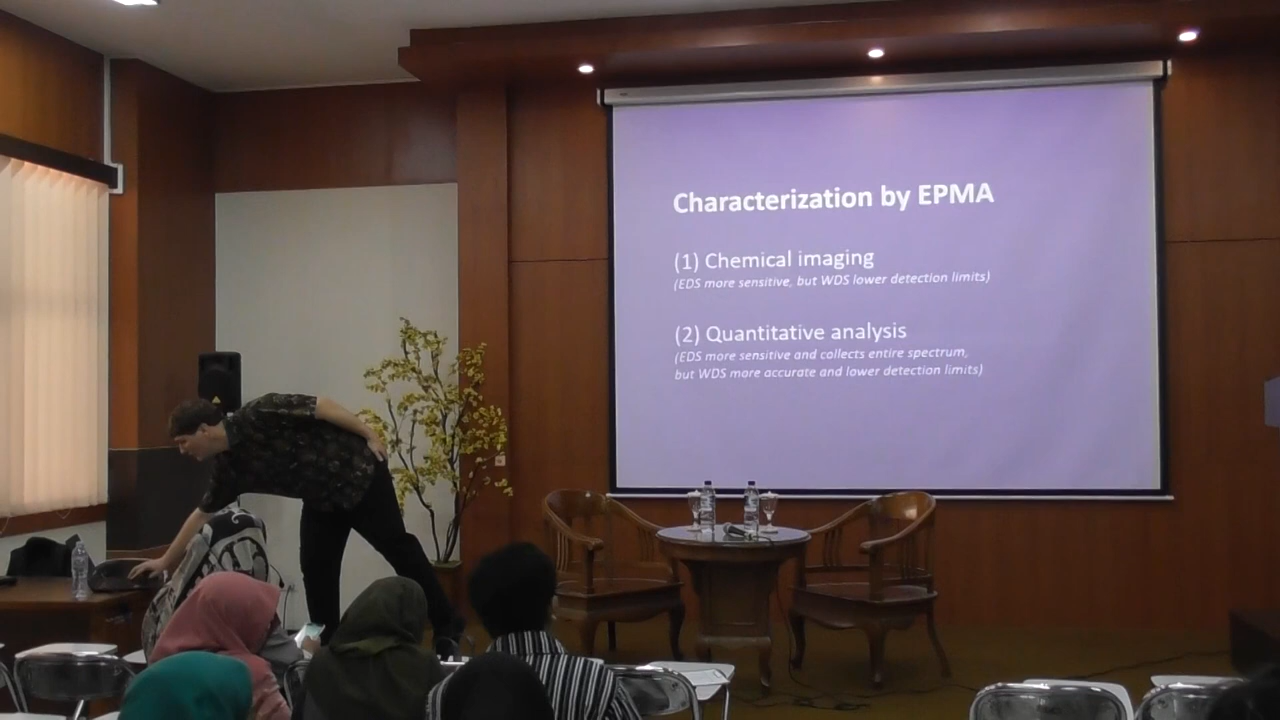 Characterization by EPMA
(1) Chemical imaging
(EDS more sensitive, but WDS lower detection limits)
(2) Quantitative analysis
(EDS more sensitive and collects entire spectrum,
but WDS more accurate and lower detection limits)